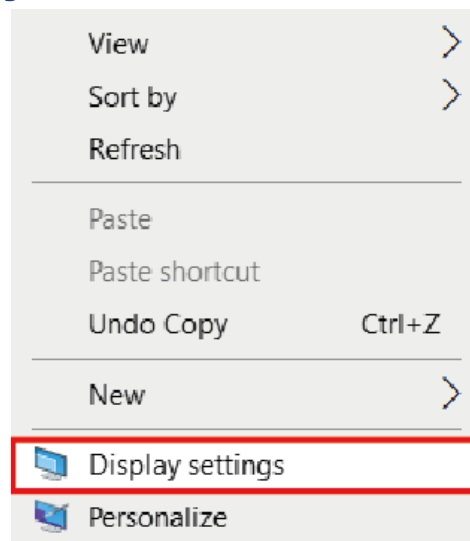 View
Sort by
Refresh
Paste
Paste shortcut
Undo Copy Ctrl+Z
New
Display settings
Personalize